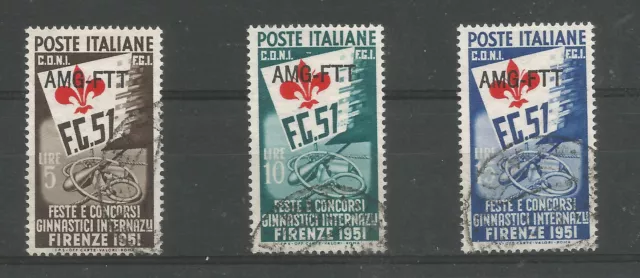 POSTE ITALIANE
C.O.N.I. F.G.I.
AMG-FTT
F.G.51
LIRE
5
FESTE E CONCORSI
GINNASTICI INTERNAZLI
FIRENZE 1951
POSTE ITALIANE
C.O.N.I. F.G.I.
AMG-FTT
F.G.51
LIRE
10
FESTE E CONCORSI
GINNASTICI INTERNAZLI
FIRENZE 1951
POSTE ITALIANE
C.O.N.I. F.G.I.
AMG-FTT
F.G.51
LIRE
FESTE E CONCORSI
GINNASTICI INTERNAZLI
FIRENZE 1951